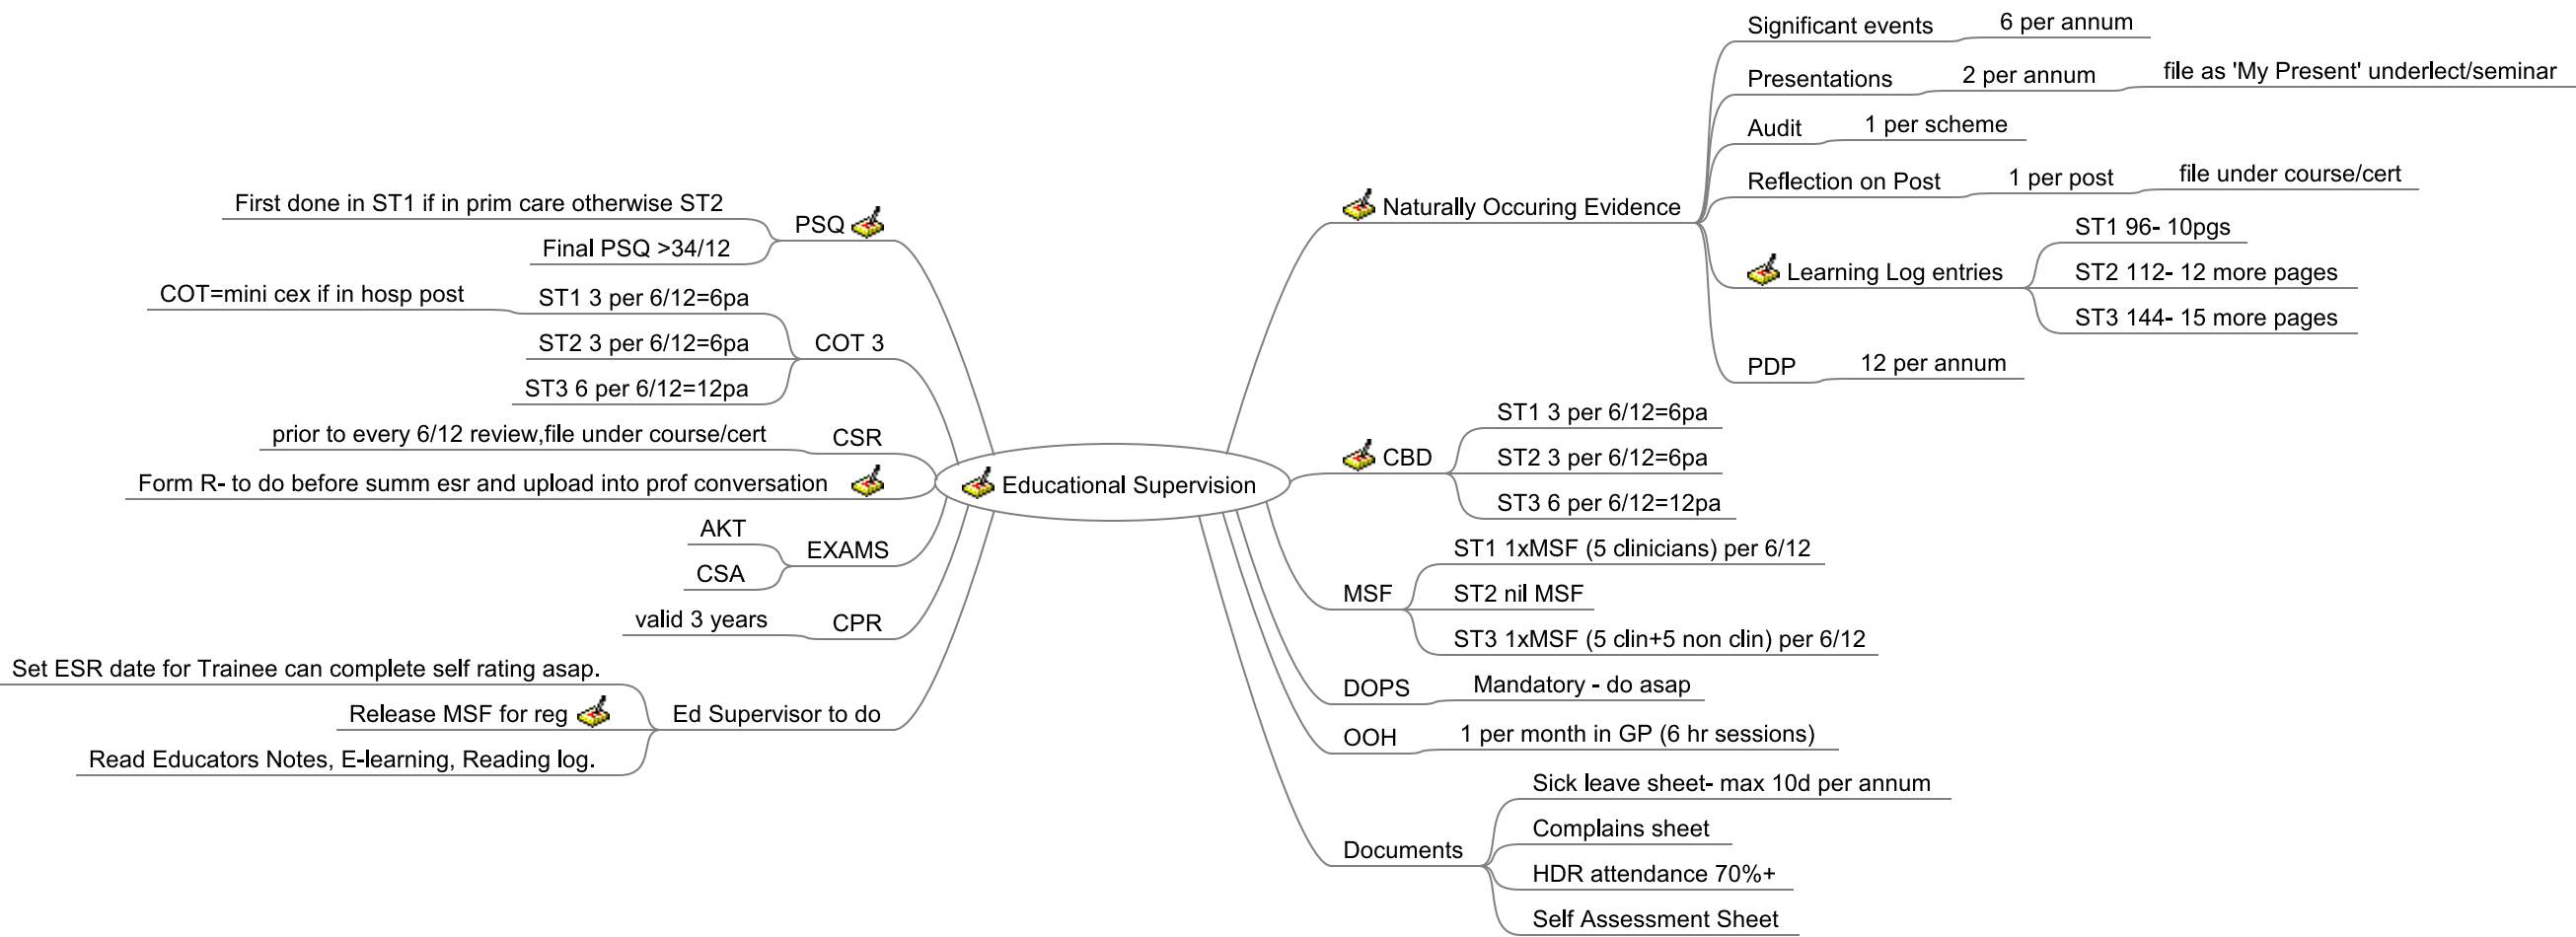 Educational Supervision
Naturally Occuring Evidence
Significant events
6 per annum
Presentations
2 per annum
file as 'My Present' underlect/seminar
Audit
1 per scheme
Reflection on Post
1 per post
file under course/cert
Learning Log entries
ST1 96- 10pgs
ST2 112- 12 more pages
ST3 144- 15 more pages
PDP
12 per annum
CBD
ST1 3 per 6/12=6pa
ST2 3 per 6/12=6pa
ST3 6 per 6/12=12pa
MSF
ST1 1xMSF (5 clinicians) per 6/12
ST2 nil MSF
ST3 1xMSF (5 clin+5 non clin) per 6/12
DOPS
Mandatory - do asap
OOH
1 per month in GP (6 hr sessions)
Documents
Sick leave sheet- max 10d per annum
Complains sheet
HDR attendance 70%+
Self Assessment Sheet
PSQ
First done in ST1 if in prim care otherwise ST2
Final PSQ >34/12
COT 3
ST1 3 per 6/12=6pa
COT=mini cex if in hosp post
ST2 3 per 6/12=6pa
ST3 6 per 6/12=12pa
CSR
prior to every 6/12 review,file under course/cert
Form R- to do before summ esr and upload into prof conversation
EXAMS
AKT
CSA
CPR
valid 3 years
Ed Supervisor to do
Set ESR date for Trainee can complete self rating asap.
Release MSF for reg
Read Educators Notes, E-learning, Reading log.